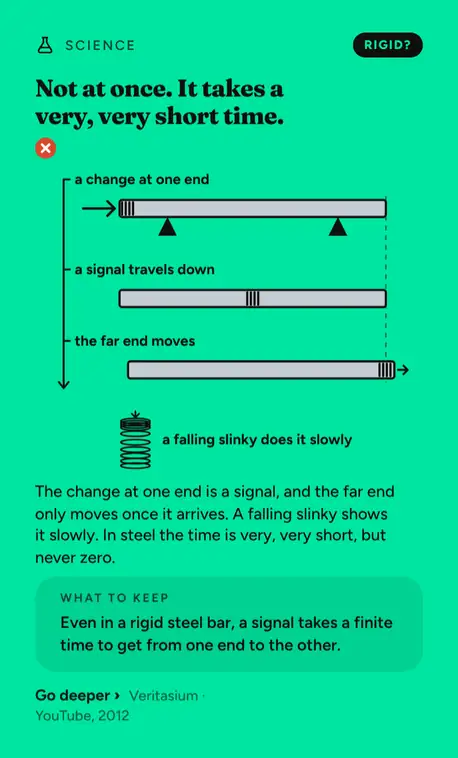 SCIENCE
RIGID?
Not at once. It takes a
very, very short time.
a change at one end
a signal travels down
the far end moves
a falling slinky does it slowly
The change at one end is a signal, and the far end
only moves once it arrives. A falling slinky shows
it slowly. In steel the time is very, very short, but
never zero.
WHAT TO KEEP
Even in a rigid steel bar, a signal takes a finite
time to get from one end to the other.
Go deeper › Veritasium ·
YouTube, 2012